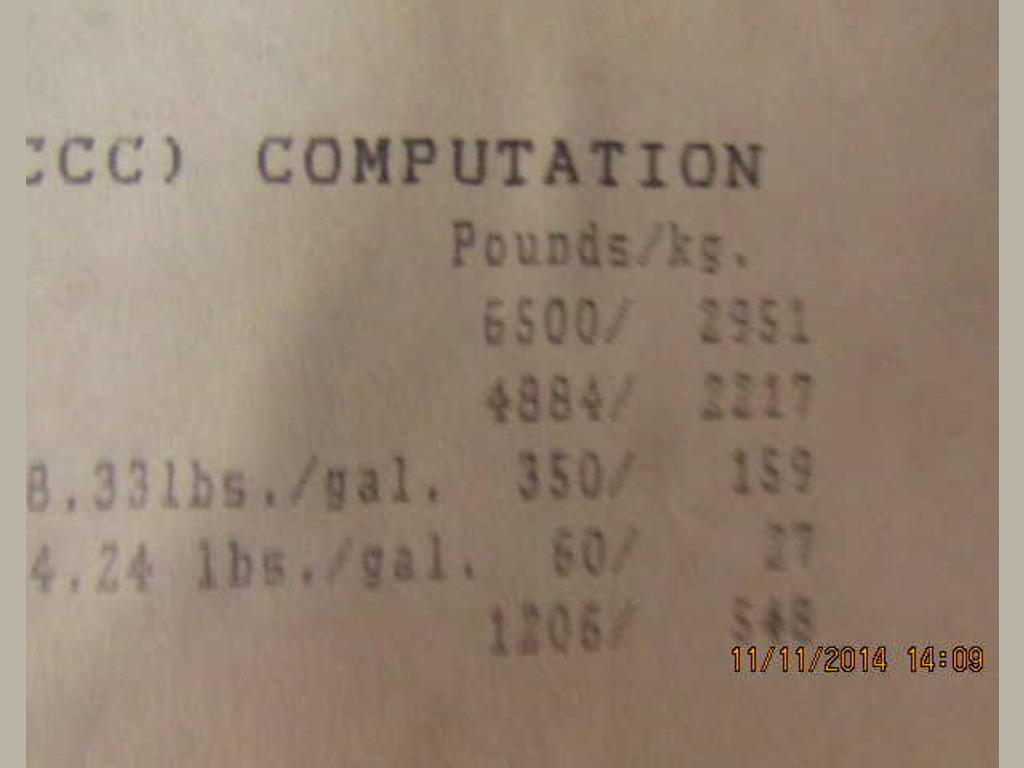 CCC) COMPUTATION
Pounds/kg.
6500/ 2951
4884/ 2217
8.33lbs./gal. 350/ 159
4.24 lbs./gal. 60/ 27
1206/ 548
11/11/2014 14:09